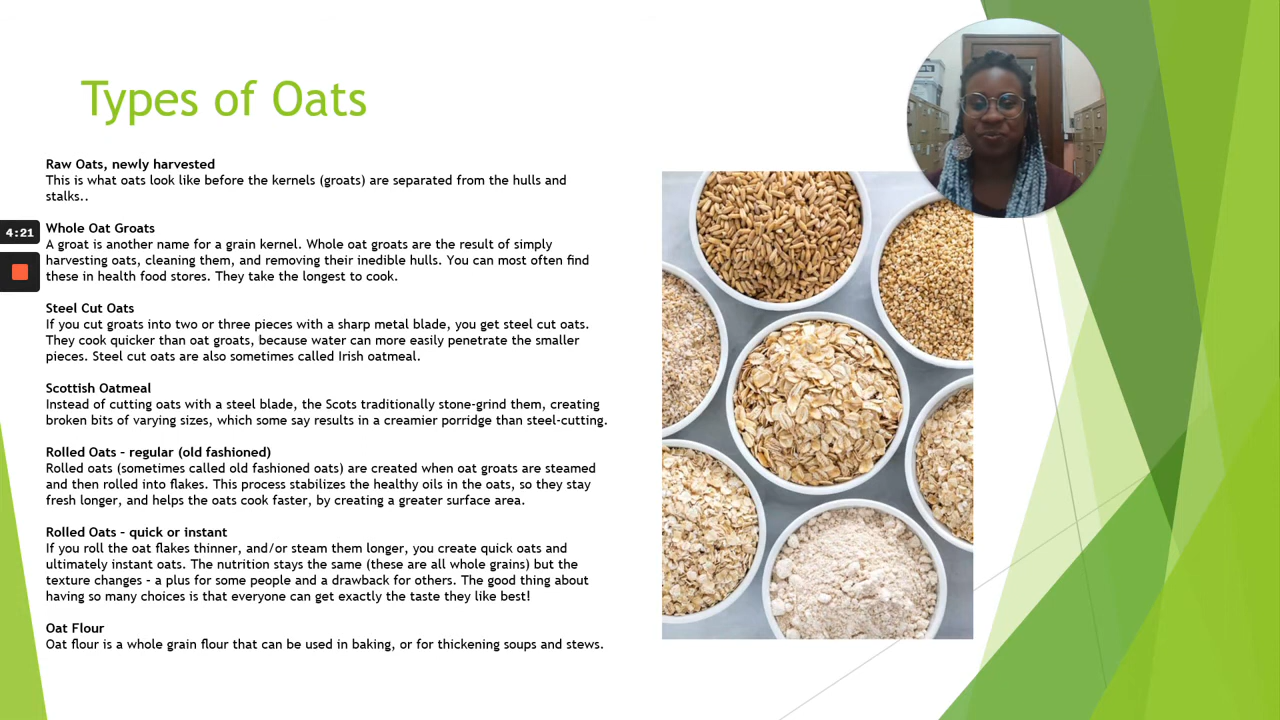 Types of Oats
Raw Oats, newly harvested
This is what oats look like before the kernels (groats) are separated from the hulls and
stalks..
4:21
Whole Oat Groats
A groat is another name for a grain kernel. Whole oat groats are the result of simply
harvesting oats, cleaning them, and removing their inedible hulls. You can most often find
these in health food stores. They take the longest to cook.
Steel Cut Oats
If you cut groats into two or three pieces with a sharp metal blade, you get steel cut oats.
They cook quicker than oat groats, because water can more easily penetrate the smaller
pieces. Steel cut oats are also sometimes called Irish oatmeal.
Scottish Oatmeal
Instead of cutting oats with a steel blade, the Scots traditionally stone-grind them, creating
broken bits of varying sizes, which some say results in a creamier porridge than steel-cutting.
Rolled Oats – regular (old fashioned)
Rolled oats (sometimes called old fashioned oats) are created when oat groats are steamed
and then rolled into flakes. This process stabilizes the healthy oils in the oats, so they stay
fresh longer, and helps the oats cook faster, by creating a greater surface area.
Rolled Oats – quick or instant
If you roll the oat flakes thinner, and/or steam them longer, you create quick oats and
ultimately instant oats. The nutrition stays the same (these are all whole grains) but the
texture changes – a plus for some people and a drawback for others. The good thing about
having so many choices is that everyone can get exactly the taste they like best!
Oat Flour
Oat flour is a whole grain flour that can be used in baking, or for thickening soups and stews.